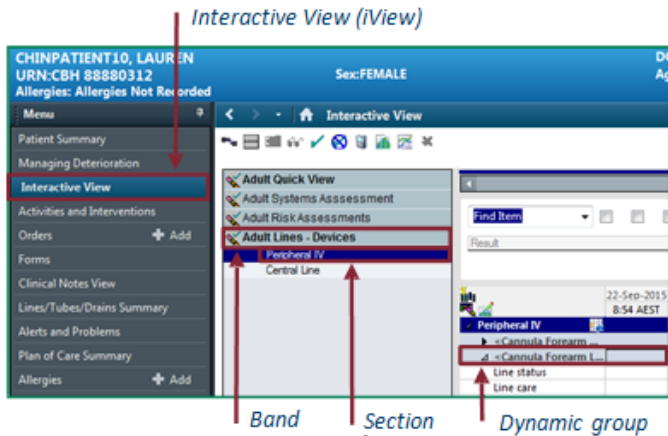 Interactive View (iView)
CHINPATIENT10, LAUREN
URN:CBH 88880312
Allergies: Allergies Not Recorded
Sex:FEMALE
DO
Ag
Menu
Interactive View
Patient Summary
Managing Deterioration
Interactive View
Activities and Interventions
Orders + Add
Forms
Clinical Notes View
Lines/Tubes/Drains Summary
Alerts and Problems
Plan of Care Summary
Allergies + Add
Adult Quick View
Adult Systems Asssessment
Adult Risk Assessments
Adult Lines - Devices
Peripheral IV
Central Line
Find Item
Result
22-Sep-2015
8:54 AEST
Peripheral IV
<Cannula Forearm ...
<Cannula Forearm L...
Line status
Line care
Band
Section
Dynamic group